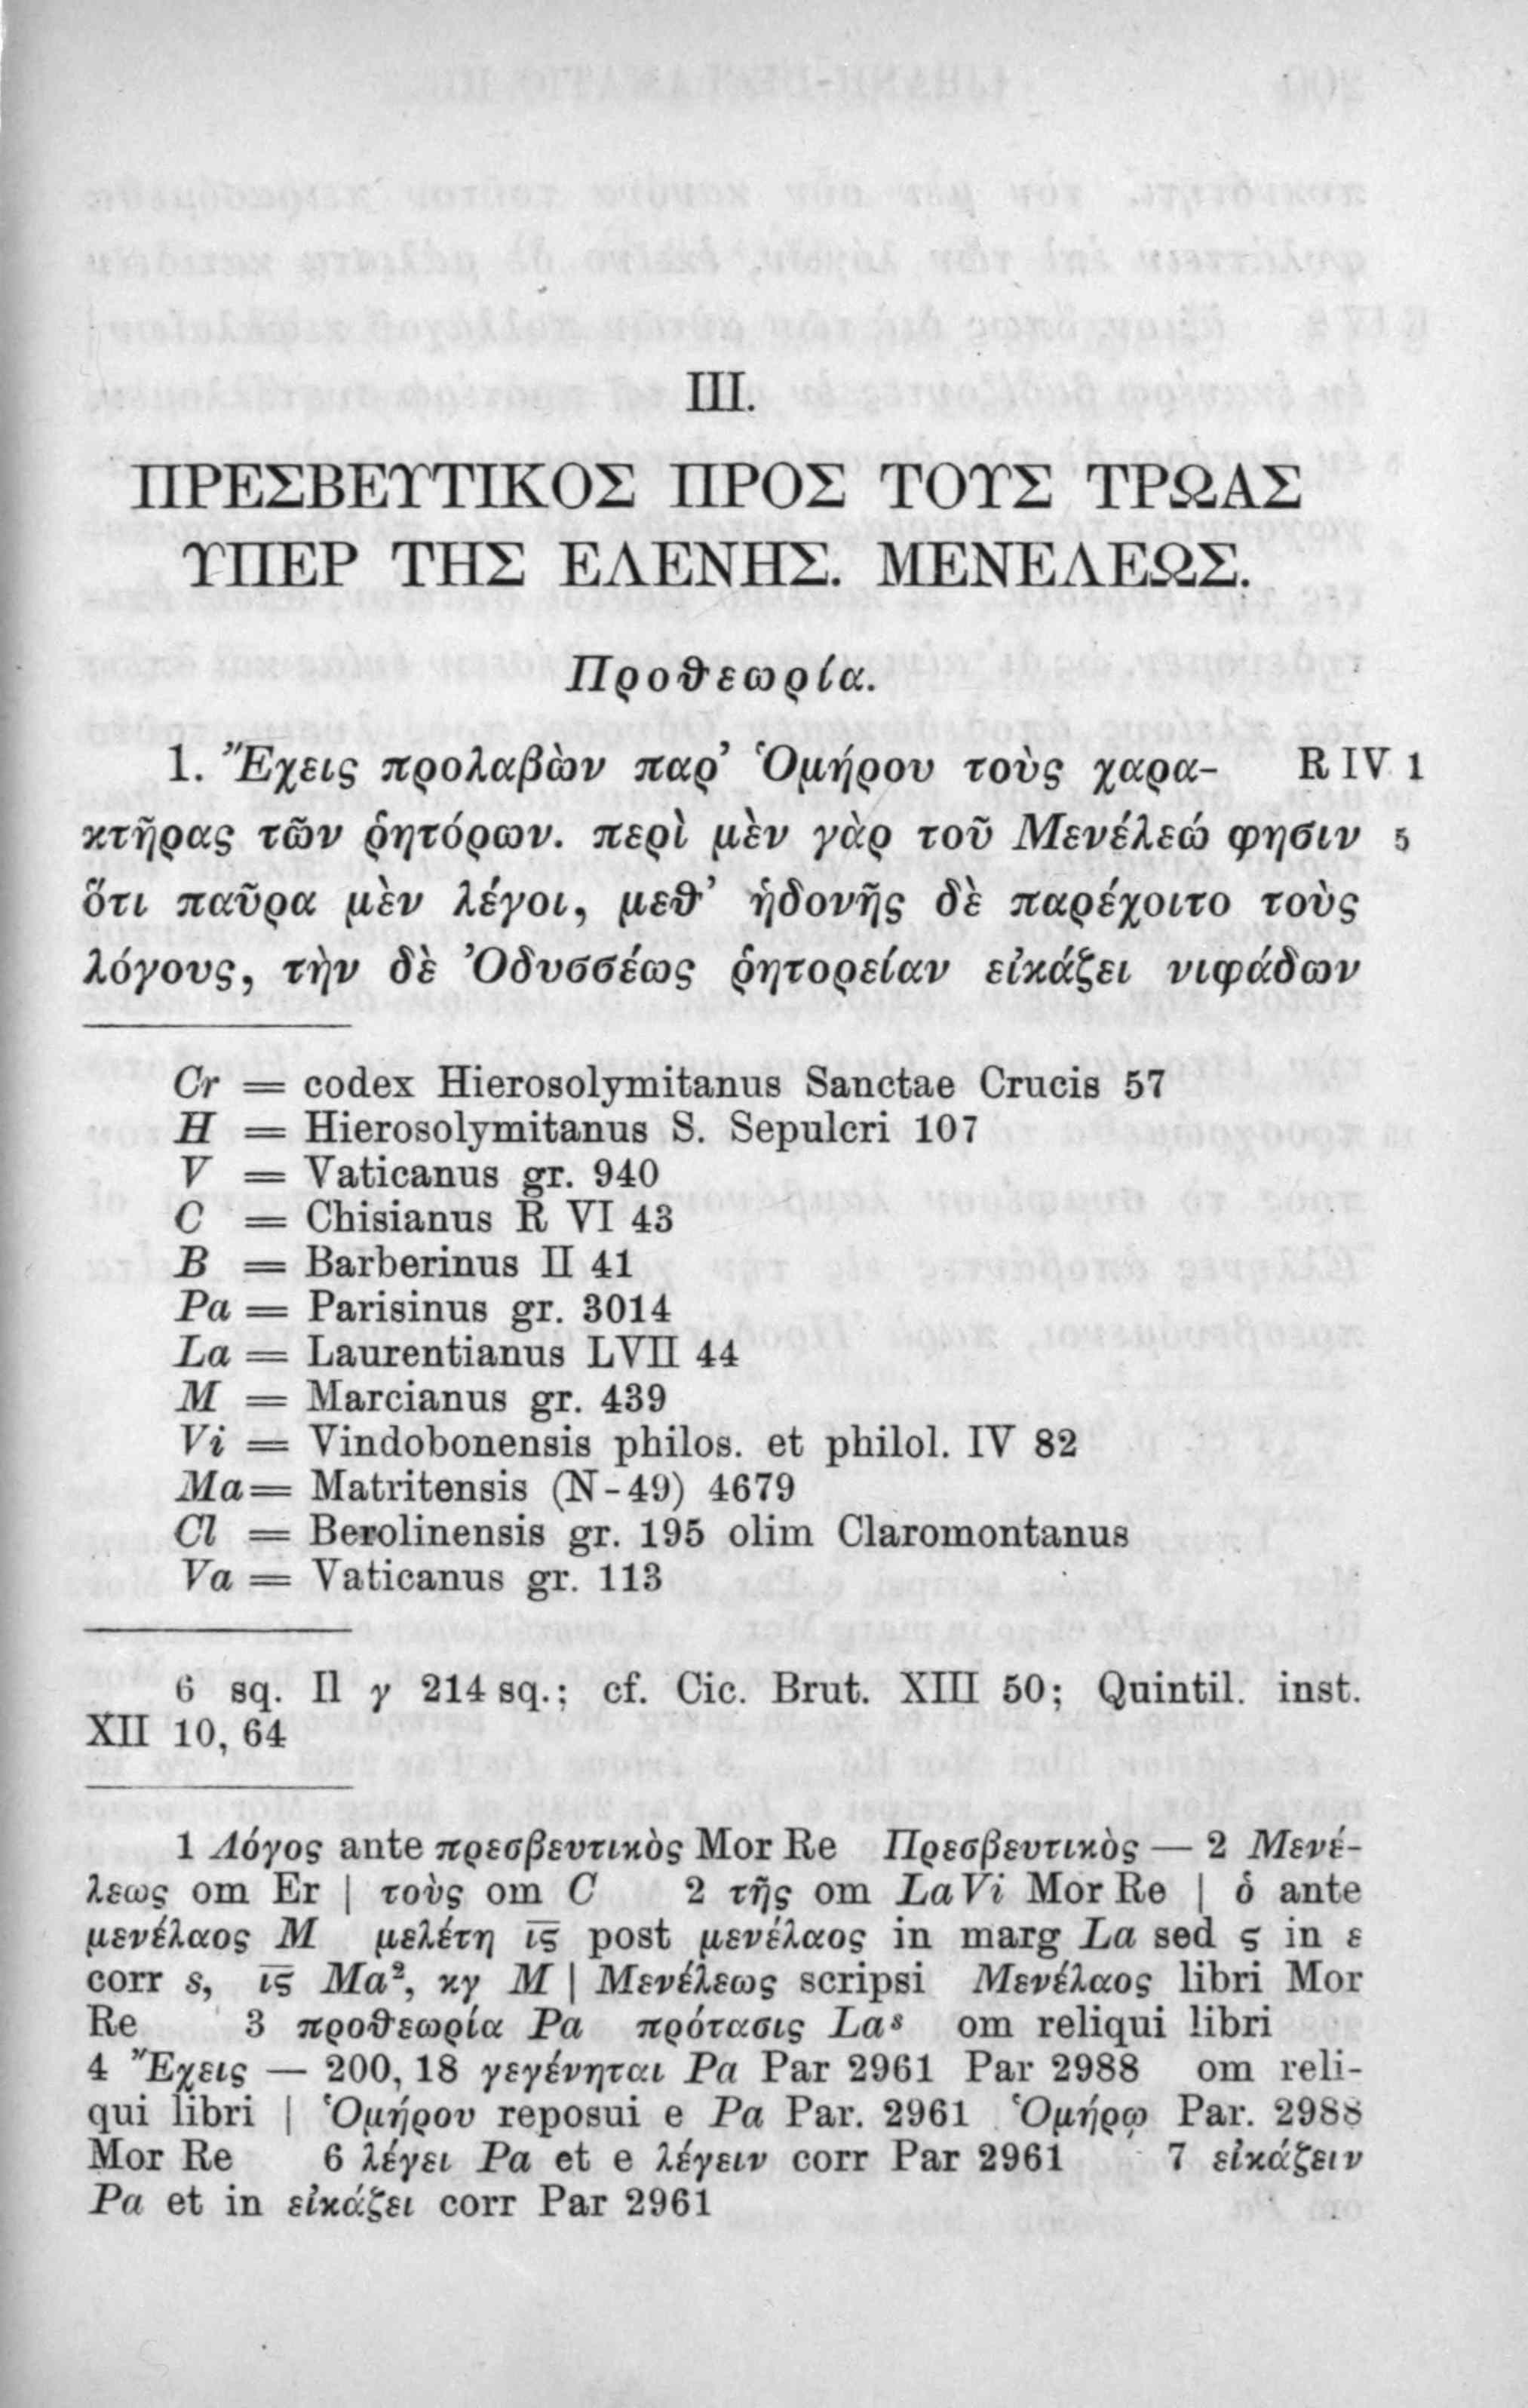 III.
ΠΡΕΣΒΕΥΤΙΚΟΣ ΠΡΟΣ ΤΟΥΣ ΤΡΩΑΣ
ΥΠΕΡ ΤΗΣ ΕΛΕΝΗΣ. ΜΕΝΕΛΕΩΣ.
Προθεωρία.
1. Ἔχεις προλαβὼν παρ’ Ὁμήρου τοὺς χαρα- R IV 1
κτῆρας τῶν ῥητόρων. περὶ μὲν γὰρ τοῦ Μενέλεώ φησιν 5
ὅτι παῦρα μὲν λέγοι, μεθ’ ἡδονῆς δὲ παρέχοιτο τοὺς
λόγους, τὴν δὲ Ὀδυσσέως ῥητορείαν εἰκάζει νιφάδων
Cr = codex Hierosolymitanus Sanctae Crucis 57
H = Hierosolymitanus S. Sepulcri 107
V = Vaticanus gr. 940
C = Chisianus R VI 43
B = Barberinus II 41
Pa = Parisinus gr. 3014
La = Laurentianus LVII 44
M = Marcianus gr. 439
Vi = Vindobonensis philos. et philol. IV 82
Ma = Matritensis (N-49) 4679
Cl = Berolinensis gr. 195 olim Claromontanus
Va = Vaticanus gr. 113
6 sq. Il γ 214 sq.; cf. Cic. Brut. XIII 50; Quintil. inst.
XII 10, 64
1 Λόγος ante πρεσβευτικὸς Mor Re Πρεσβευτικὸς — 2 Μενέ-
λεως om Er | τοὺς om C 2 τῆς om La Vi Mor Re | ὁ ante
μενέλαος M μελέτη ις̅ post μενέλαος in marg La sed ς in ε
corr s, ις̅ Ma², κγ M | Μενέλεως scripsi Μενέλαος libri Mor
Re 3 προθεωρία Pa πρότασις Laˢ om reliqui libri
4 Ἔχεις — 200, 18 γεγένηται Pa Par 2961 Par 2988 om reli-
qui libri | Ὁμήρου reposui e Pa Par. 2961 Ὁμήρῳ Par. 2988
Mor Re 6 λέγει Pa et e λέγειν corr Par 2961 7 εἰκάζειν
Pa et in εἰκάζει corr Par 2961